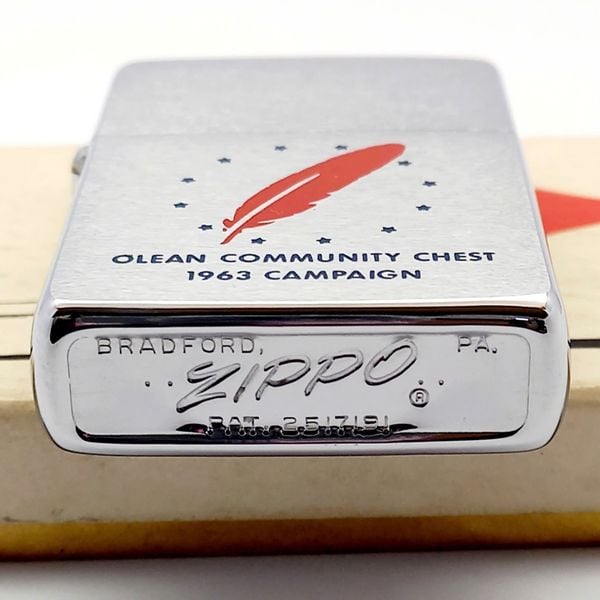 OLEAN COMMUNITY CHEST
1963 CAMPAIGN
BRADFORD, PA.
ZIPPO ®
PAT. 2517191